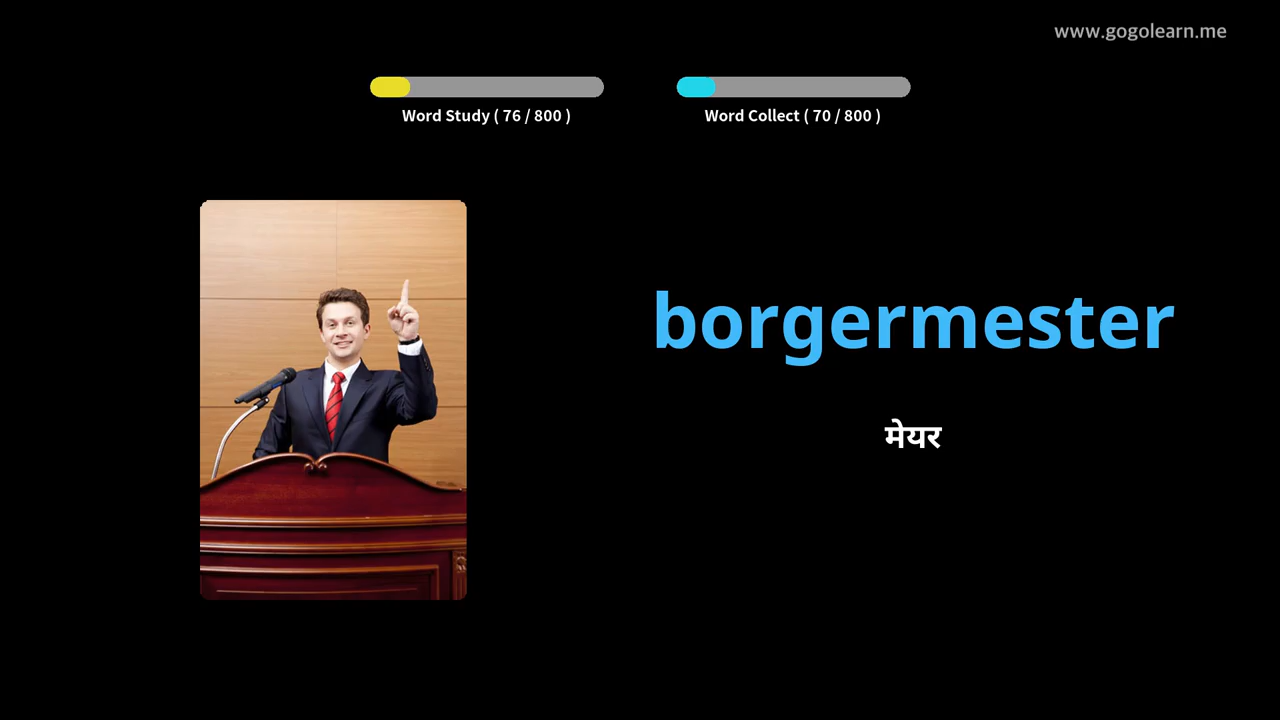 www.gogolearn.me
Word Study ( 76 / 800 )
Word Collect ( 70 / 800 )
borgermester
मेयर